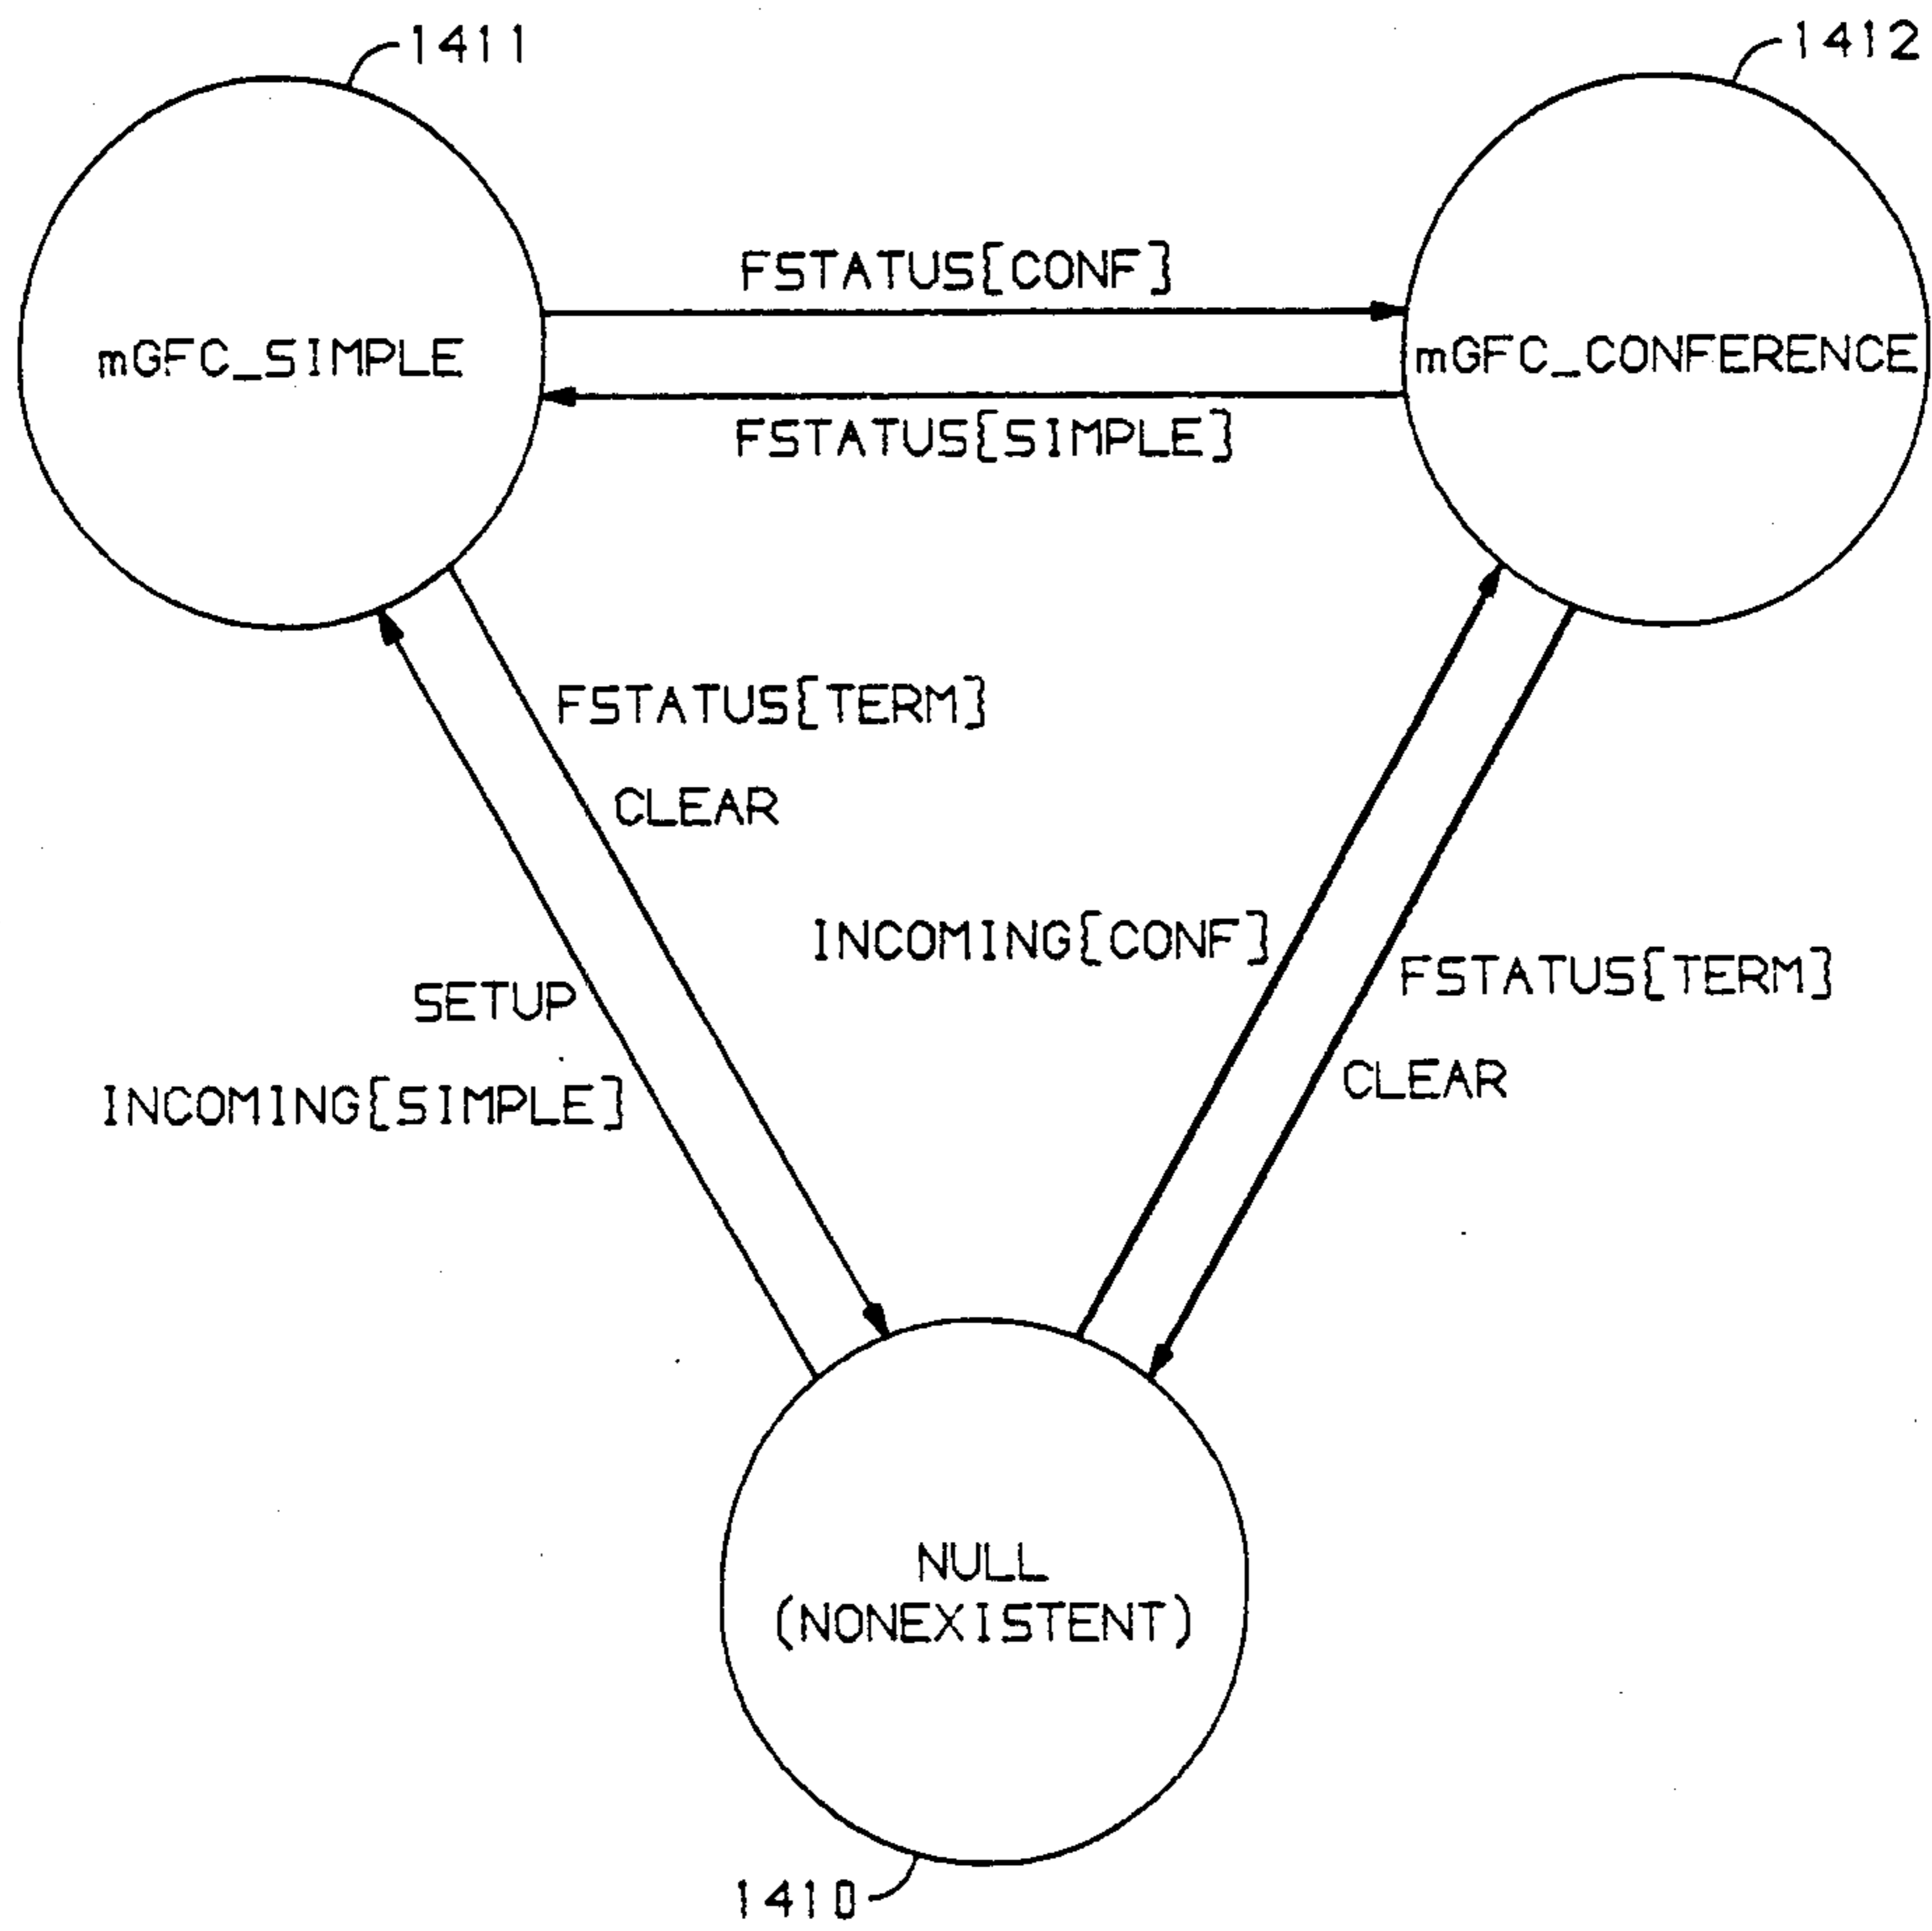 1411
1412
FSTATUS[CONF]
mGFC_SIMPLE
mGFC_CONFERENCE
FSTATUS[SIMPLE]
FSTATUS[TERM]
CLEAR
INCOMING[CONF]
FSTATUS[TERM]
SETUP
CLEAR
INCOMING[SIMPLE]
NULL
(NONEXISTENT)
1410